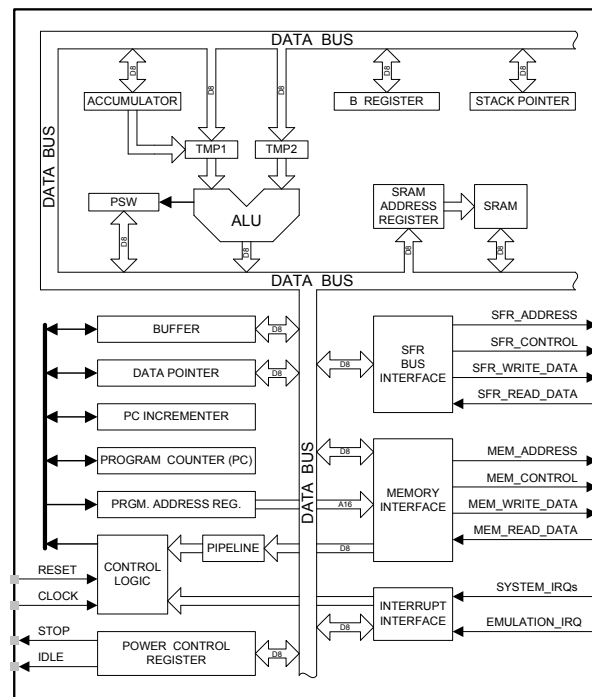 DATA BUS
D8
D8
D8
D8
D8
ACCUMULATOR
B REGISTER
STACK POINTER
DATA BUS
TMP1
TMP2
PSW
ALU
SRAM
ADDRESS
REGISTER
SRAM
D8
D8
D8
D8
DATA BUS
BUFFER
D8
DATA POINTER
D8
PC INCREMENTER
PROGRAM COUNTER (PC)
PRGM. ADDRESS REG.
A16
CONTROL
LOGIC
PIPELINE
D8
RESET
CLOCK
STOP
IDLE
POWER CONTROL
REGISTER
D8
DATA BUS
D8
SFR
BUS
INTERFACE
SFR_ADDRESS
SFR_CONTROL
SFR_WRITE_DATA
SFR_READ_DATA
D8
MEMORY
INTERFACE
MEM_ADDRESS
MEM_CONTROL
MEM_WRITE_DATA
MEM_READ_DATA
D8
INTERRUPT
INTERFACE
SYSTEM_IRQs
EMULATION_IRQ